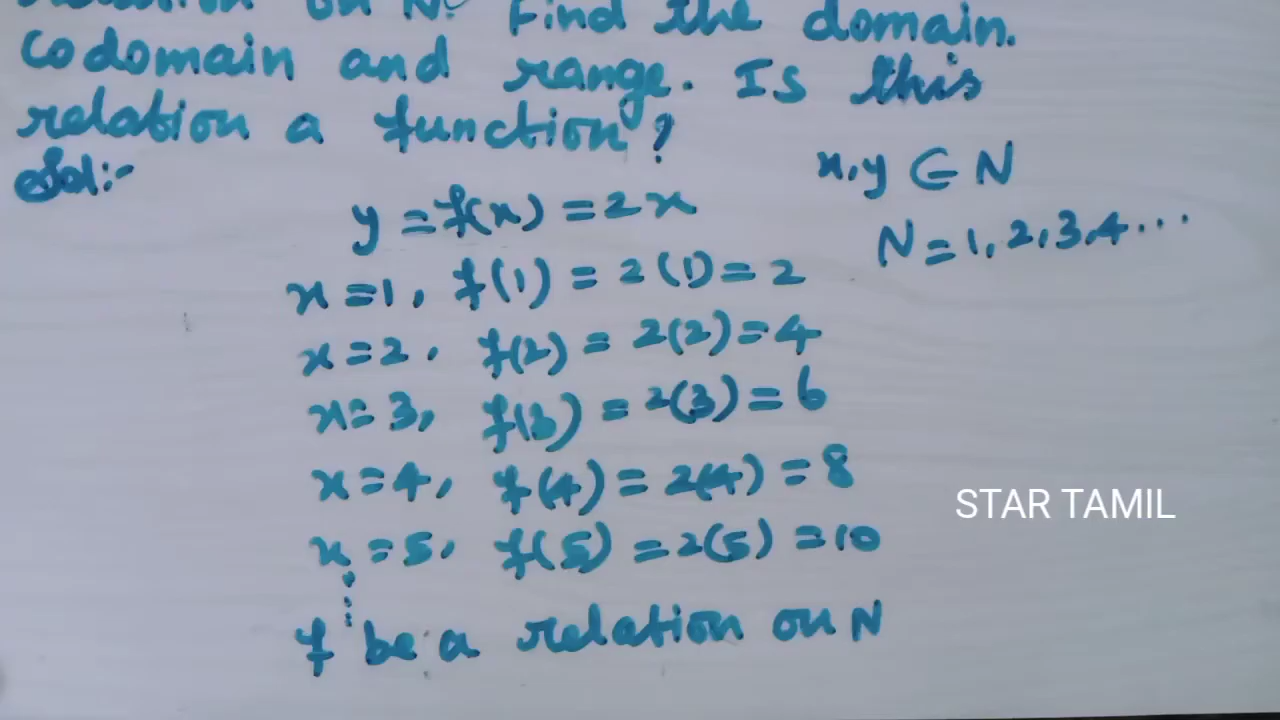 relation on N. Find the domain.
Codomain and range. Is this
relation a function?
Sol:-
x,y ∈ N
y = f(x) = 2x
N = 1, 2, 3, 4...
x = 1, f(1) = 2(1) = 2
x = 2, f(2) = 2(2) = 4
x = 3, f(3) = 2(3) = 6
x = 4, f(4) = 2(4) = 8
STAR TAMIL
x = 5, f(5) = 2(5) = 10
f be a relation on N